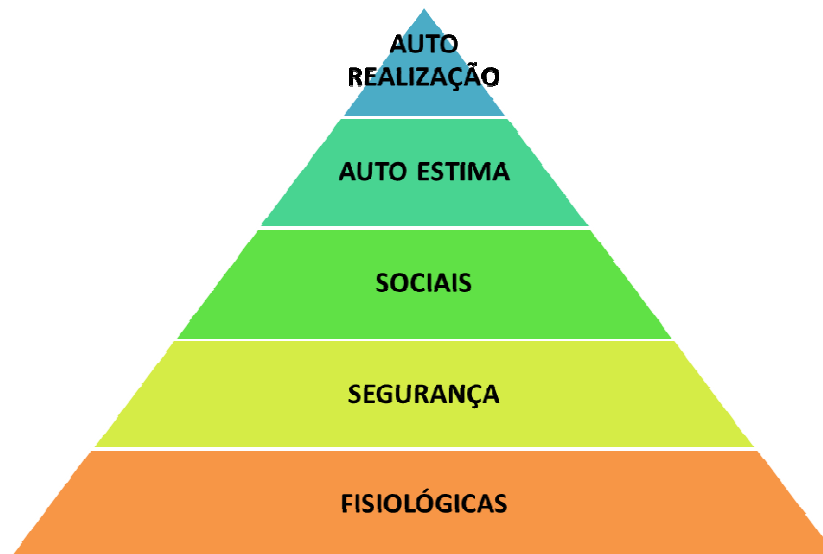 AUTO
REALIZAÇÃO
AUTO ESTIMA
SOCIAIS
SEGURANÇA
FISIOLÓGICAS